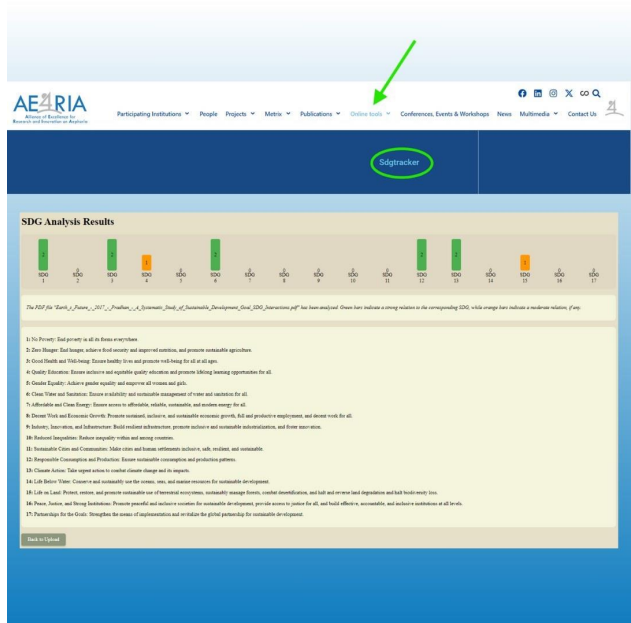 AE4RIA
Alliance of Excellence for
Research and Innovation on Aephoria
Participating Institutions People Projects Metrix Publications Online tools Conferences, Events & Workshops News Multimedia Contact Us
Sdgtracker
SDG Analysis Results
2 0 2 1 0 2 0 0 0 0 0 2 2 0 1 0 0
SDG SDG SDG SDG SDG SDG SDG SDG SDG SDG SDG SDG SDG SDG SDG SDG SDG
1 2 3 4 5 6 7 8 9 10 11 12 13 14 15 16 17
The PDF file "Earth_s_Future_-_2017_-_Pradhan_-_A_Systematic_Study_of_Sustainable_Development_Goal_SDG_Interactions.pdf" has been analyzed. Green bars indicate a strong relation to the corresponding SDG, while orange bars indicate a moderate relation, if any.
1: No Poverty: End poverty in all its forms everywhere.
2: Zero Hunger: End hunger, achieve food security and improved nutrition, and promote sustainable agriculture.
3: Good Health and Well-being: Ensure healthy lives and promote well-being for all at all ages.
4: Quality Education: Ensure inclusive and equitable quality education and promote lifelong learning opportunities for all.
5: Gender Equality: Achieve gender equality and empower all women and girls.
6: Clean Water and Sanitation: Ensure availability and sustainable management of water and sanitation for all.
7: Affordable and Clean Energy: Ensure access to affordable, reliable, sustainable, and modern energy for all.
8: Decent Work and Economic Growth: Promote sustained, inclusive, and sustainable economic growth, full and productive employment, and decent work for all.
9: Industry, Innovation, and Infrastructure: Build resilient infrastructure, promote inclusive and sustainable industrialization, and foster innovation.
10: Reduced Inequalities: Reduce inequality within and among countries.
11: Sustainable Cities and Communities: Make cities and human settlements inclusive, safe, resilient, and sustainable.
12: Responsible Consumption and Production: Ensure sustainable consumption and production patterns.
13: Climate Action: Take urgent action to combat climate change and its impacts.
14: Life Below Water: Conserve and sustainably use the oceans, seas, and marine resources for sustainable development.
15: Life on Land: Protect, restore, and promote sustainable use of terrestrial ecosystems, sustainably manage forests, combat desertification, and halt and reverse land degradation and halt biodiversity loss.
16: Peace, Justice, and Strong Institutions: Promote peaceful and inclusive societies for sustainable development, provide access to justice for all, and build effective, accountable, and inclusive institutions at all levels.
17: Partnerships for the Goals: Strengthen the means of implementation and revitalize the global partnership for sustainable development.
Back to Upload